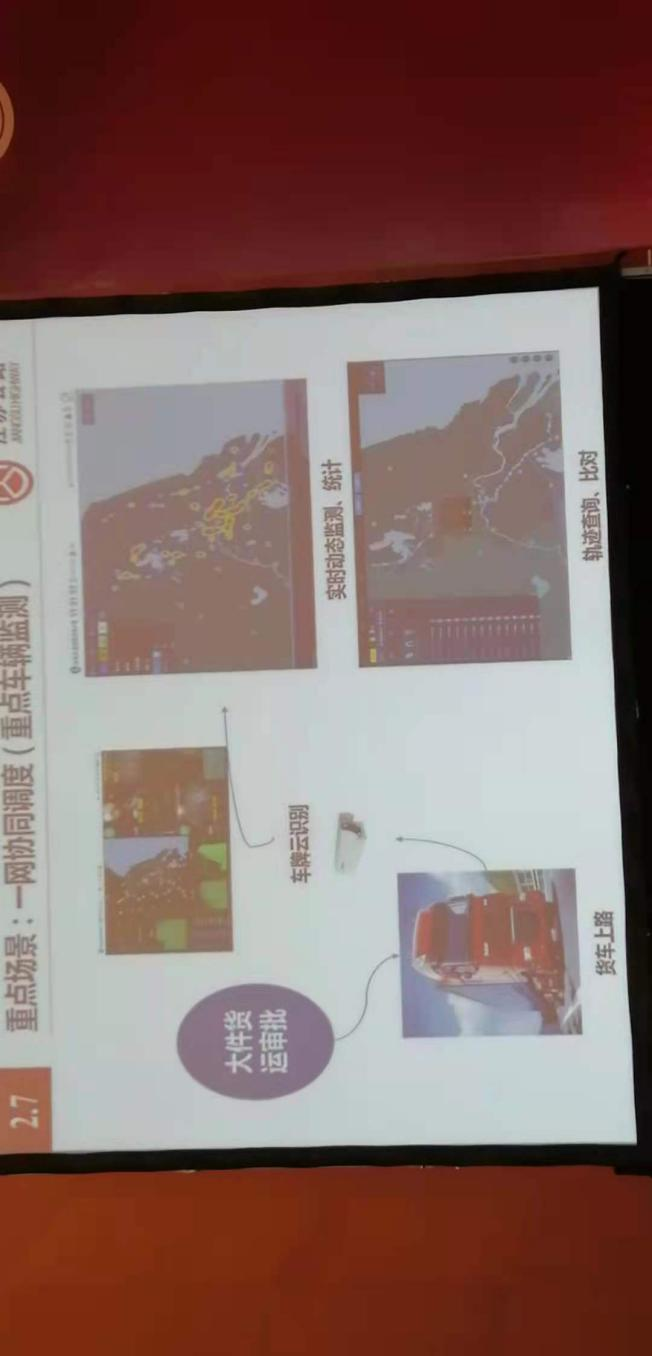 2.7
重点场景：一网协同调度（重点车辆监测）
JIANGSU HIGHWAY
大件货
运审批
货车上路
车牌云识别
实时动态监测、统计
轨迹查询、比对